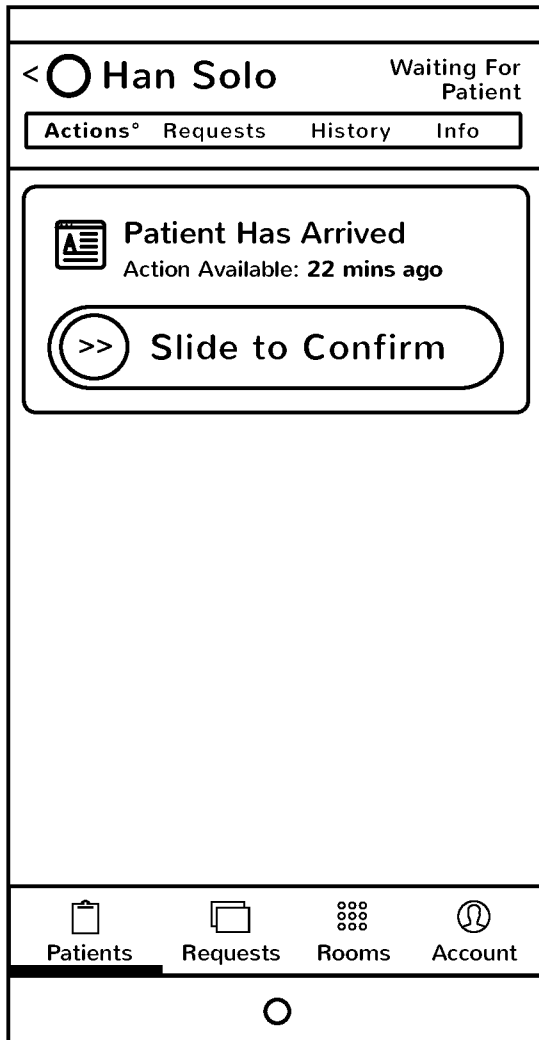 < Han Solo
Waiting For
Patient
Actions° Requests History Info
Patient Has Arrived
Action Available: 22 mins ago
>> Slide to Confirm
Patients Requests Rooms Account